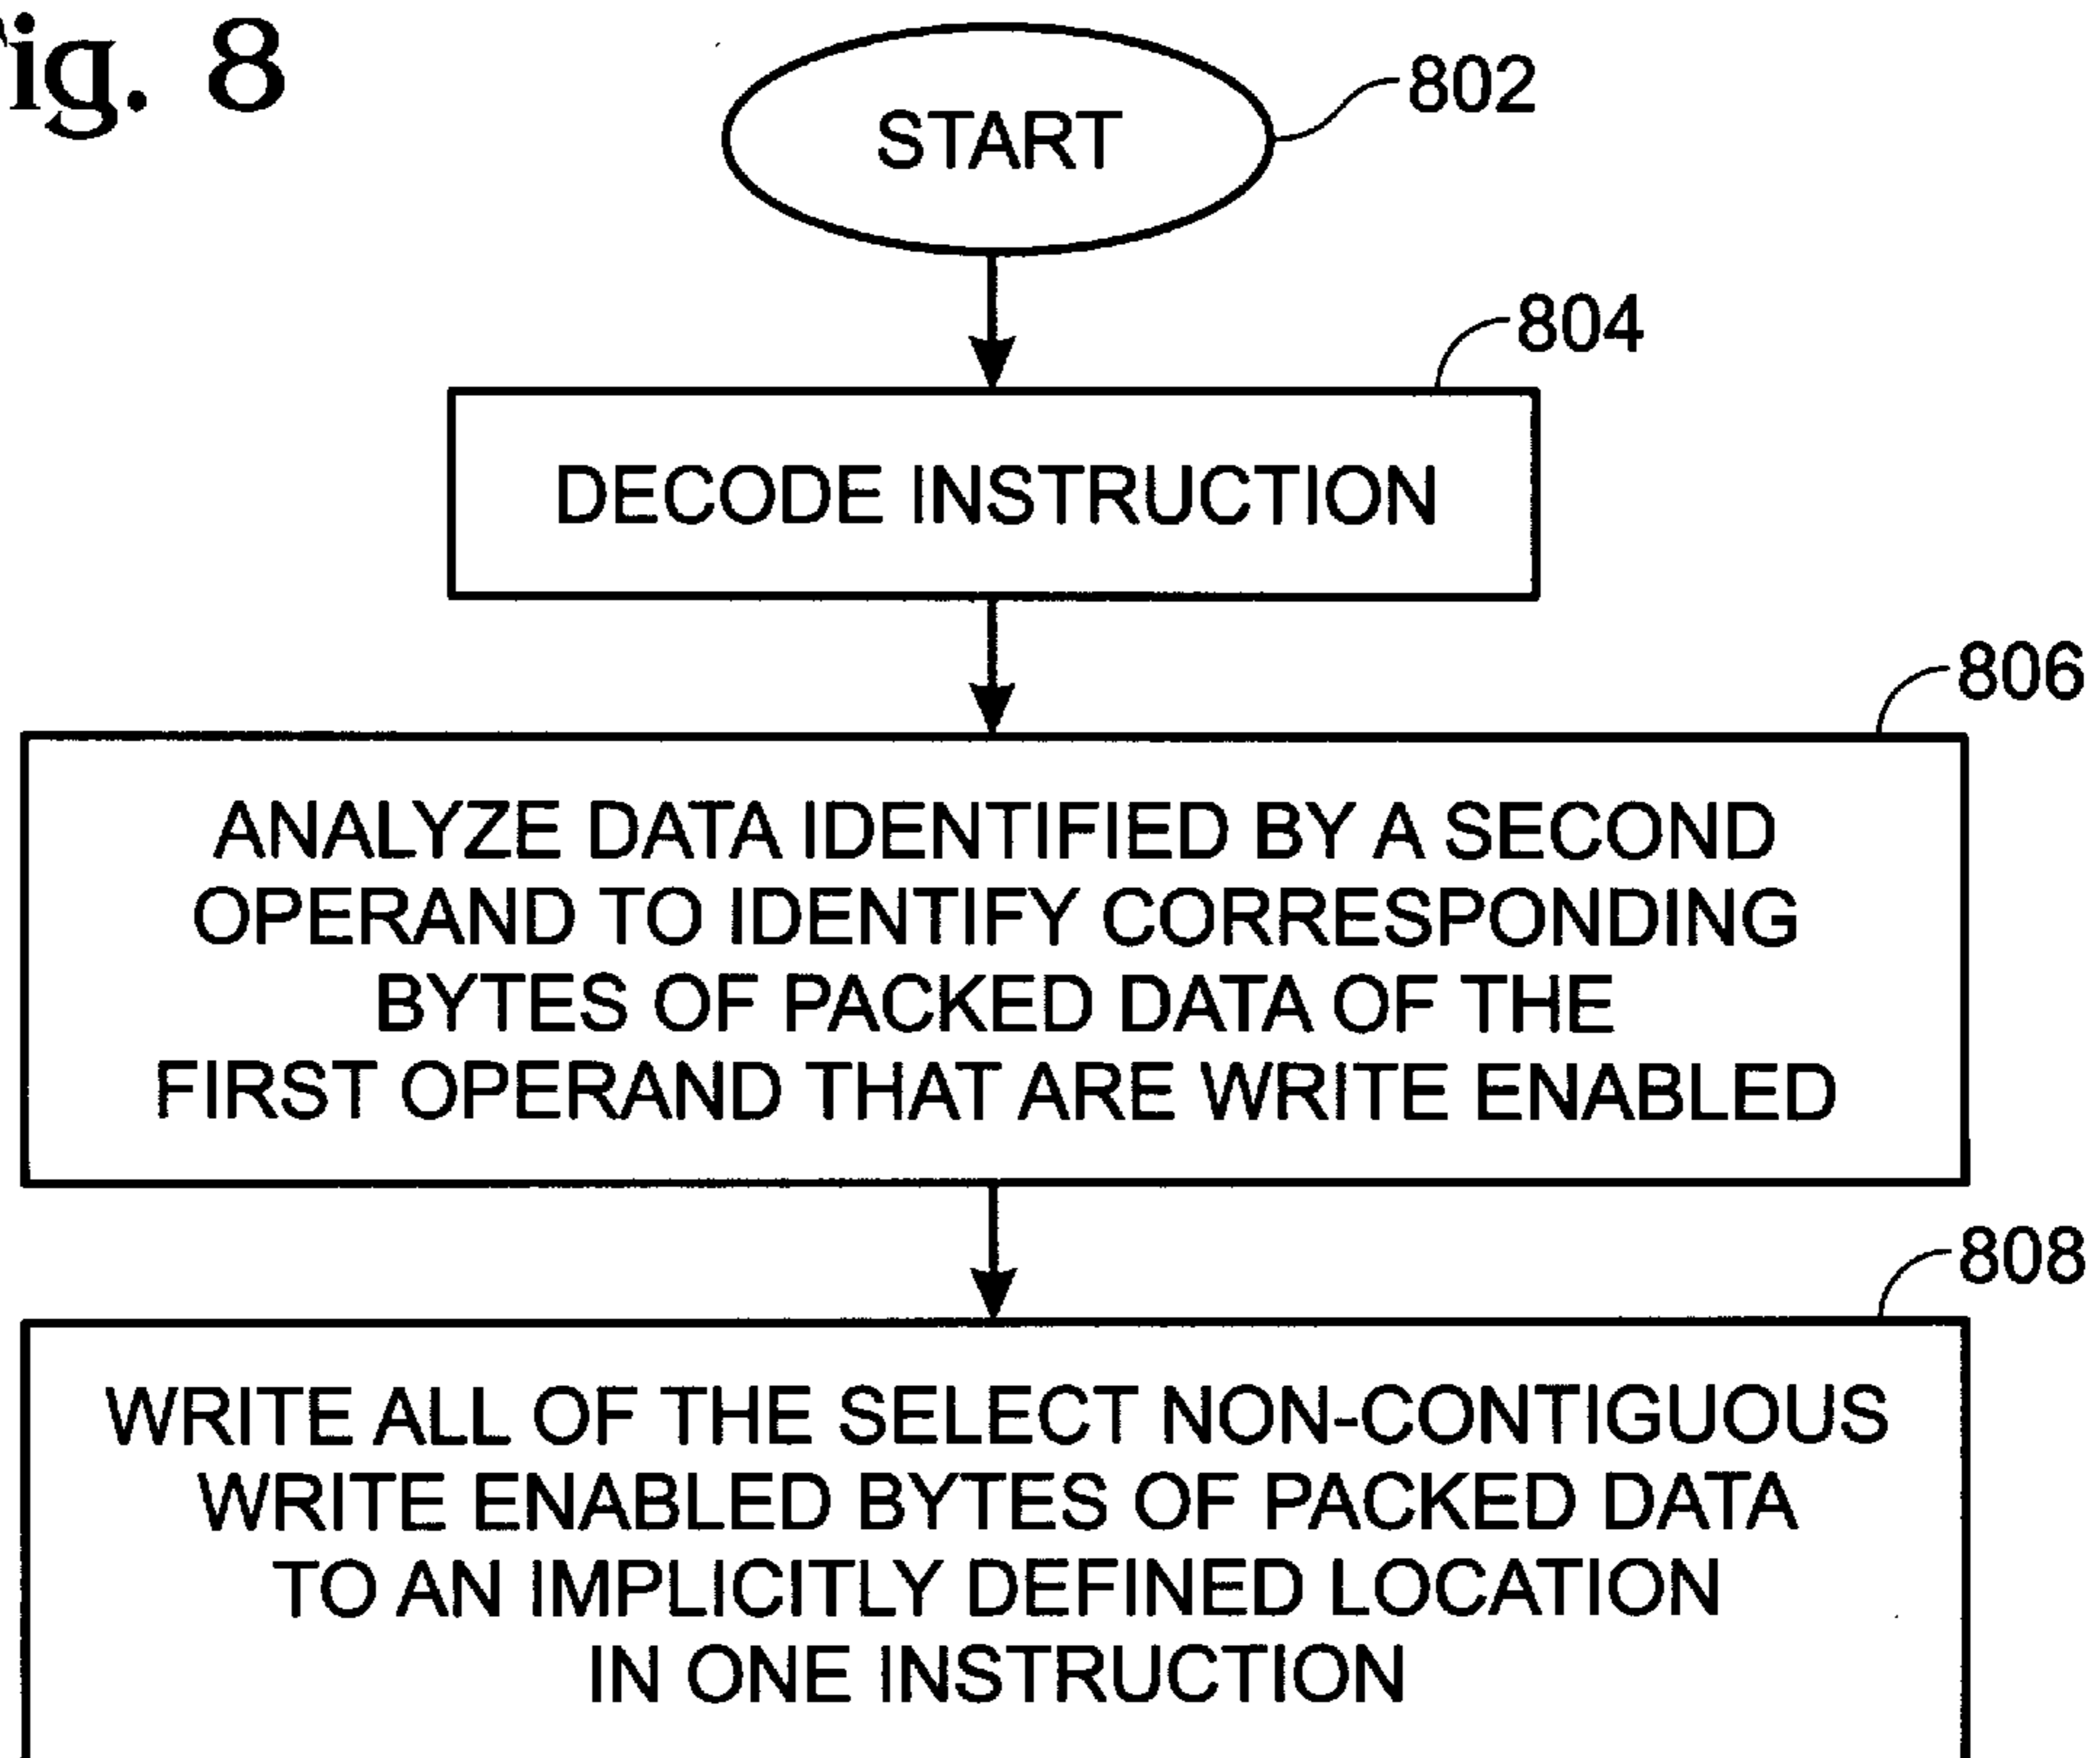 Fig. 8
START
802
804
DECODE INSTRUCTION
806
ANALYZE DATA IDENTIFIED BY A SECOND
OPERAND TO IDENTIFY CORRESPONDING
BYTES OF PACKED DATA OF THE
FIRST OPERAND THAT ARE WRITE ENABLED
808
WRITE ALL OF THE SELECT NON-CONTIGUOUS
WRITE ENABLED BYTES OF PACKED DATA
TO AN IMPLICITLY DEFINED LOCATION
IN ONE INSTRUCTION